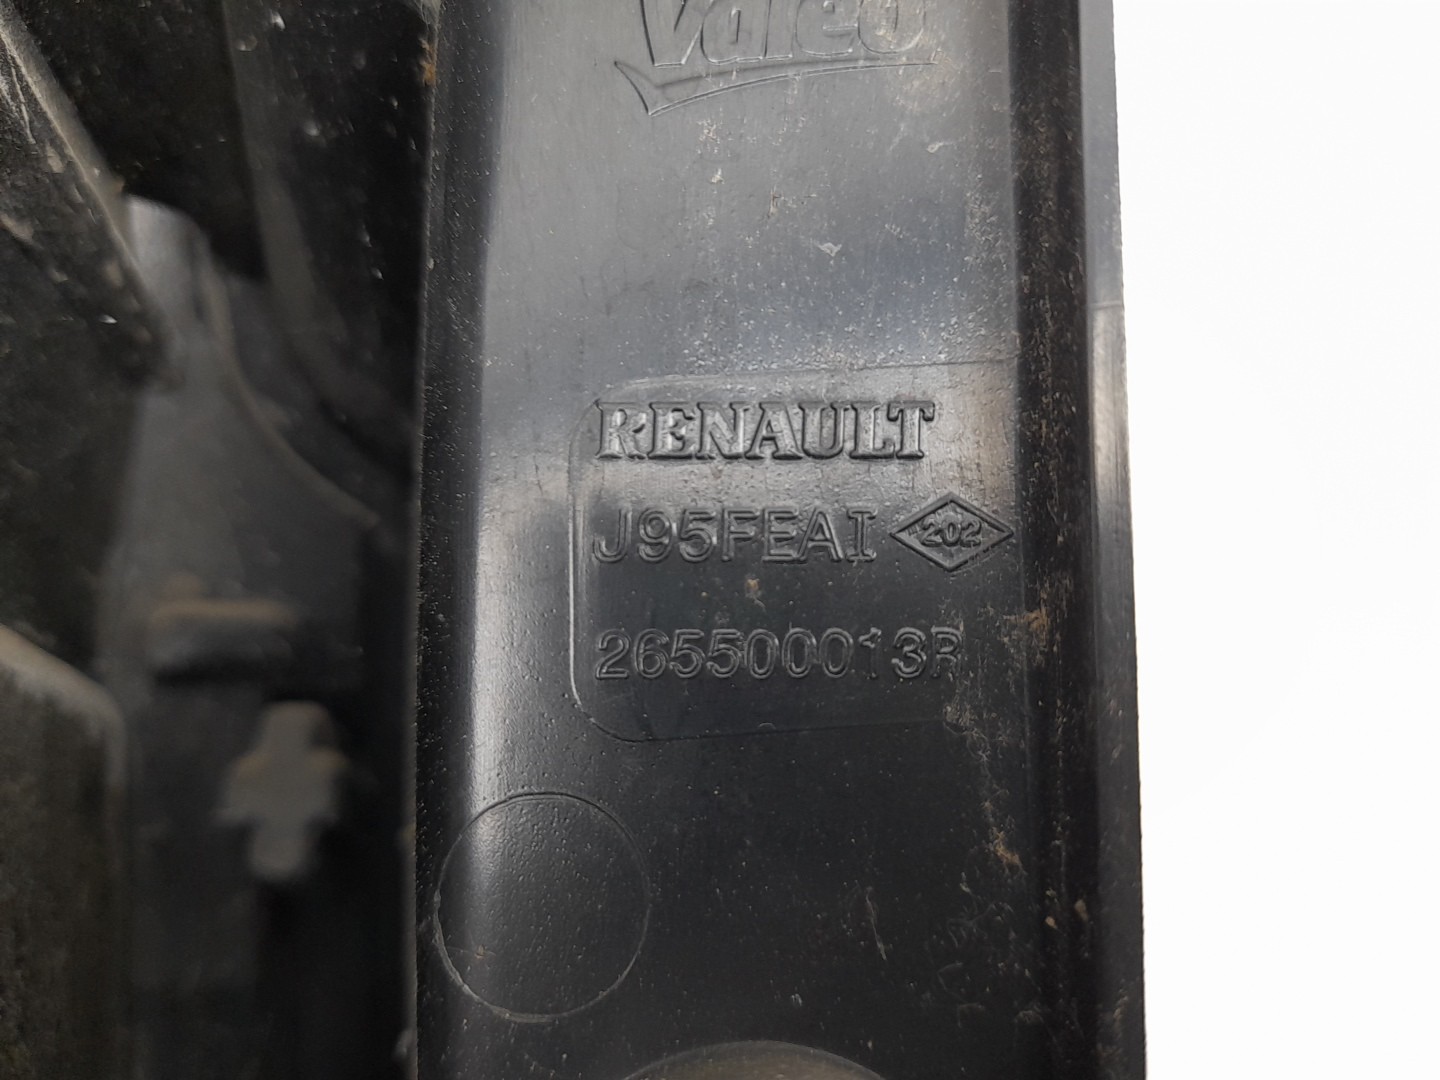 Valeo
RENAULT
J95FEAI 202
265500013R